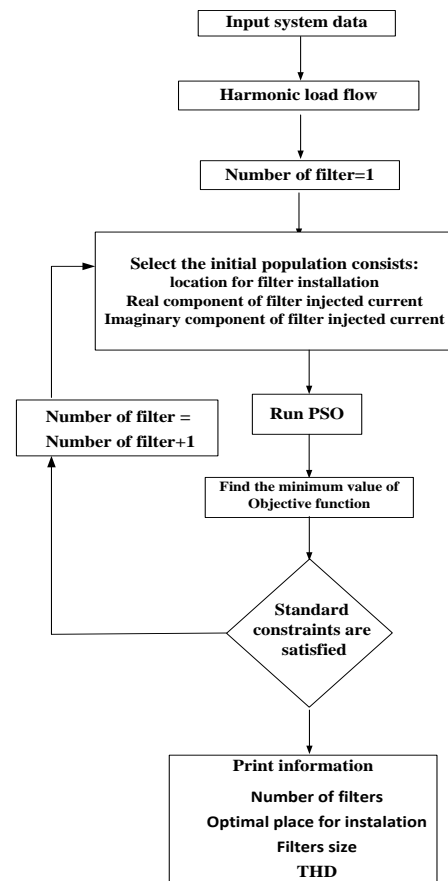 Input system data
Harmonic load flow
Number of filter=1
Select the initial population consists:
location for filter installation
Real component of filter injected current
Imaginary component of filter injected current
Run PSO
Number of filter =
Number of filter+1
Find the minimum value of
Objective function
Standard
constraints are
satisfied
Print information
Number of filters
Optimal place for instalation
Filters size
THD